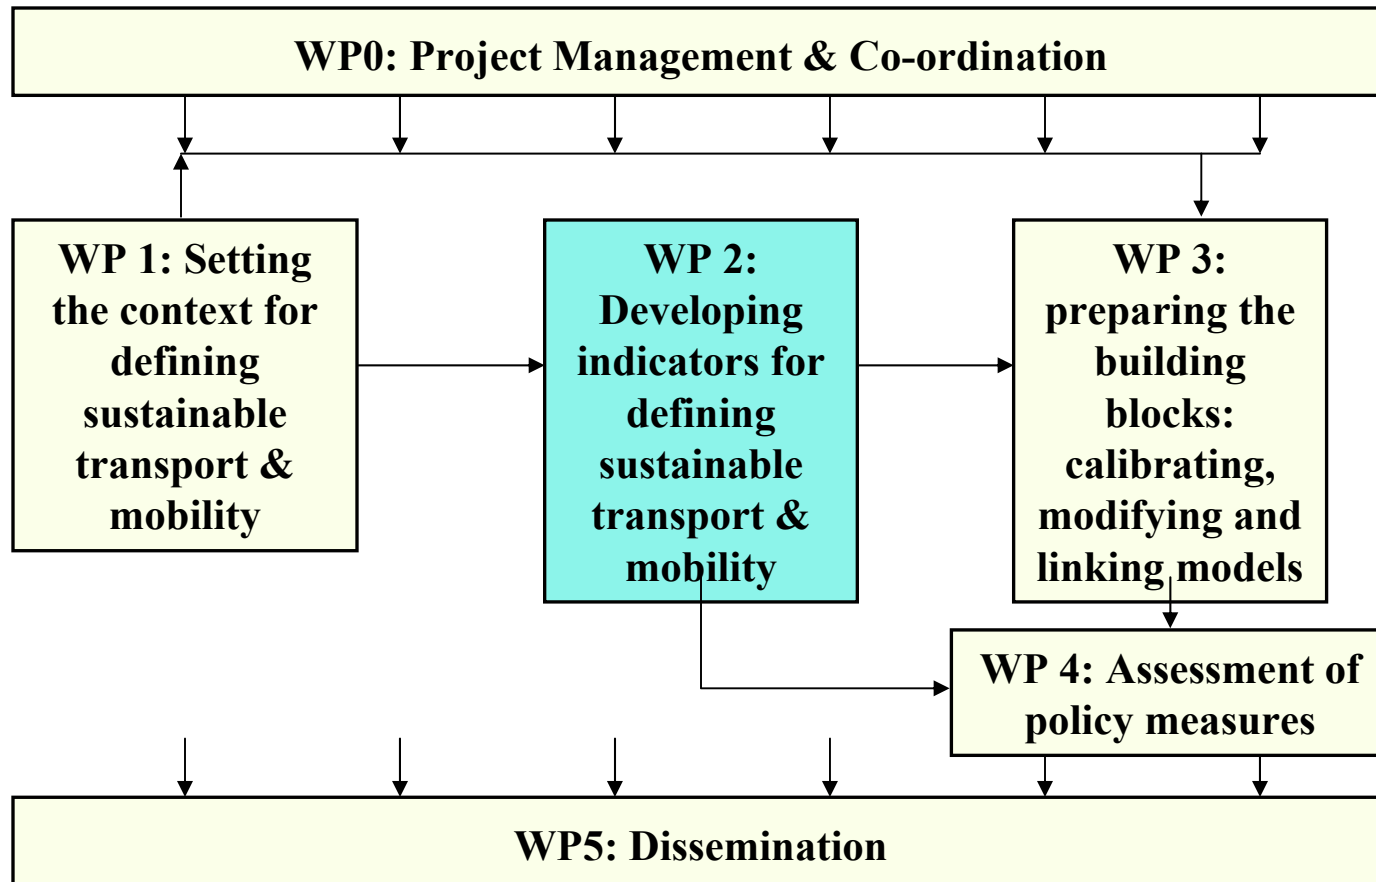 WP0: Project Management & Co-ordination
WP 1: Setting
the context for
defining
sustainable
transport &
mobility
WP 2:
Developing
indicators for
defining
sustainable
transport &
mobility
WP 3:
preparing the
building
blocks:
calibrating,
modifying and
linking models
WP 4: Assessment of
policy measures
WP5: Dissemination